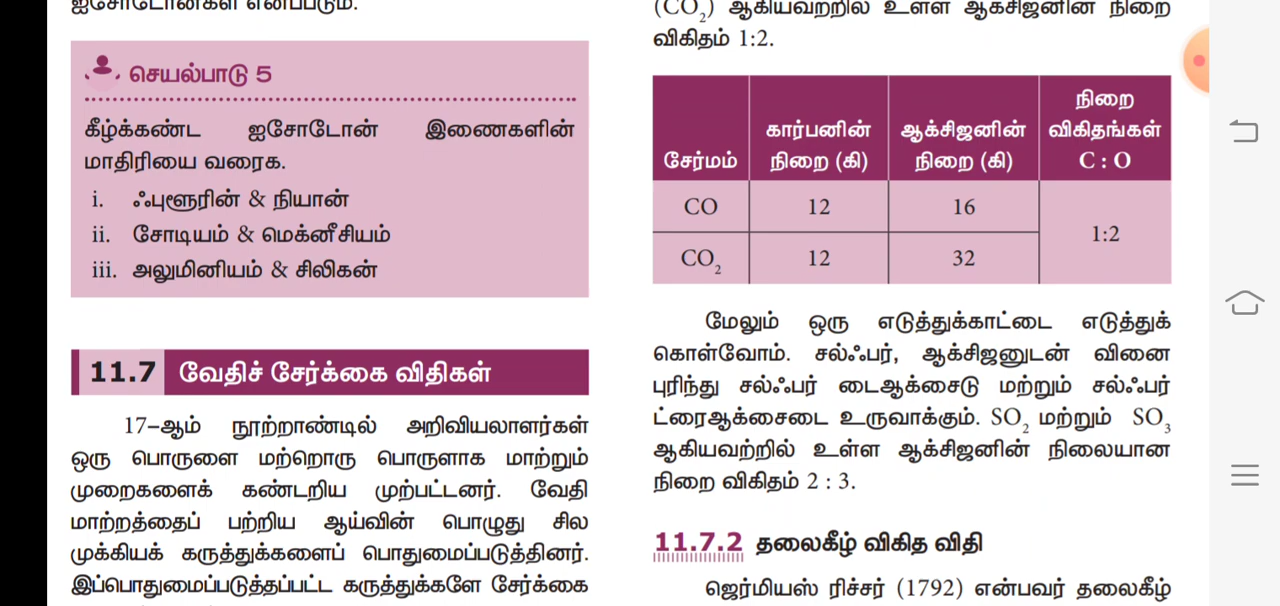 ஐசோடோன்கள் எனப்படும்.
செயல்பாடு 5
கீழ்க்கண்ட ஐசோடோன் இணைகளின்
மாதிரியை வரைக.
i. ஃபுளூரின் & நியான்
ii. சோடியம் & மெக்னீசியம்
iii. அலுமினியம் & சிலிகன்
11.7 வேதிச் சேர்க்கை விதிகள்
17-ஆம் நூற்றாண்டில் அறிவியலாளர்கள்
ஒரு பொருளை மற்றொரு பொருளாக மாற்றும்
முறைகளைக் கண்டறிய முற்பட்டனர். வேதி
மாற்றத்தைப் பற்றிய ஆய்வின் பொழுது சில
முக்கியக் கருத்துக்களைப் பொதுமைப்படுத்தினர்.
இப்பொதுமைப்படுத்தப்பட்ட கருத்துக்களே சேர்க்கை
(CO₂) ஆகியவற்றில் உள்ள ஆக்சிஜனின் நிறை
விகிதம் 1:2.
சேர்மம் கார்பனின் நிறை (கி) ஆக்சிஜனின் நிறை (கி) நிறை விகிதங்கள் C : O
CO 12 16 1:2
CO₂ 12 32
மேலும் ஒரு எடுத்துக்காட்டை எடுத்துக்
கொள்வோம். சல்ஃபர், ஆக்சிஜனுடன் வினை
புரிந்து சல்ஃபர் டைஆக்சைடு மற்றும் சல்ஃபர்
ட்ரைஆக்சைடை உருவாக்கும். SO₂ மற்றும் SO₃
ஆகியவற்றில் உள்ள ஆக்சிஜனின் நிலையான
நிறை விகிதம் 2 : 3.
11.7.2 தலைகீழ் விகித விதி
ஜெர்மியஸ் ரிச்சர் (1792) என்பவர் தலைகீழ்